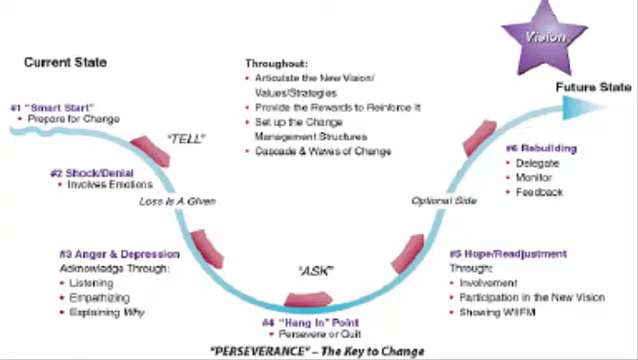 Vision
Current State
Future State
#1 "Smart Start"
• Prepare for Change
"TELL"
Throughout:
• Articulate the New Vision/
Values/Strategies
• Provide the Rewards to Reinforce It
• Set up the Change
Management Structures
• Cascade & Waves of Change
#2 Shock/Denial
• Involves Emotions
Loss Is A Given
Optional Side
#6 Rebuilding
• Delegate
• Monitor
• Feedback
#3 Anger & Depression
Acknowledge Through:
• Listening
• Empathizing
• Explaining Why
"ASK"
#5 Hope/Readjustment
Through:
• Involvement
• Participation in the New Vision
• Showing WIIFM
#4 "Hang In" Point
• Persevere or Quit
"PERSEVERANCE" – The Key to Change